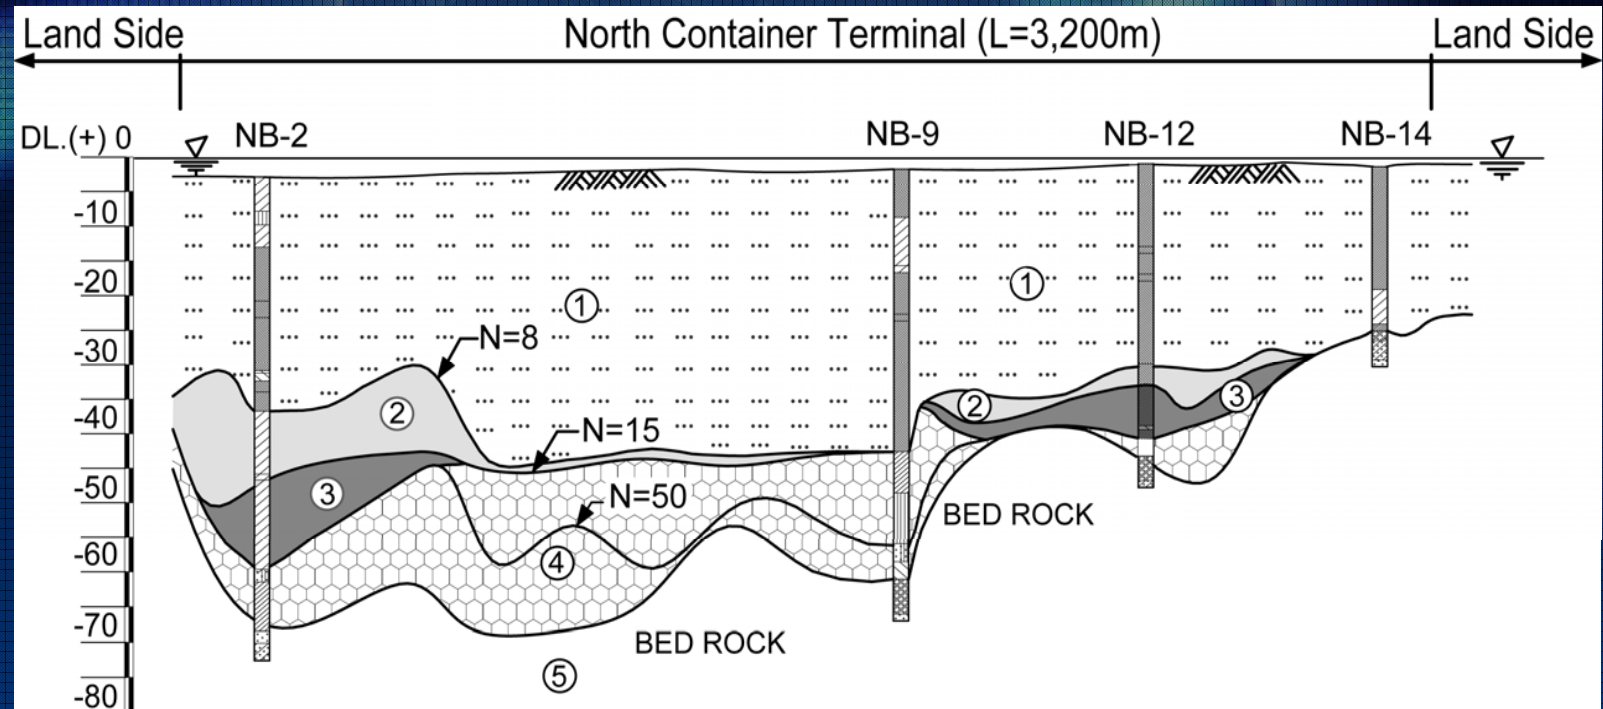 Land Side North Container Terminal (L=3,200m) Land Side
DL.(+) 0 NB-2 NB-9 NB-12 NB-14
-10
-20
① ①
N=8
-30
② ② ③
-40
N=15
③ N=50
-50
BED ROCK
④
-60
-70
BED ROCK
⑤
-80